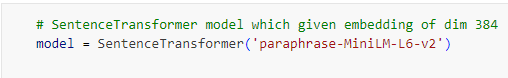 # SentenceTransformer model which given embedding of dim 384
model = SentenceTransformer('paraphrase-MiniLM-L6-v2')